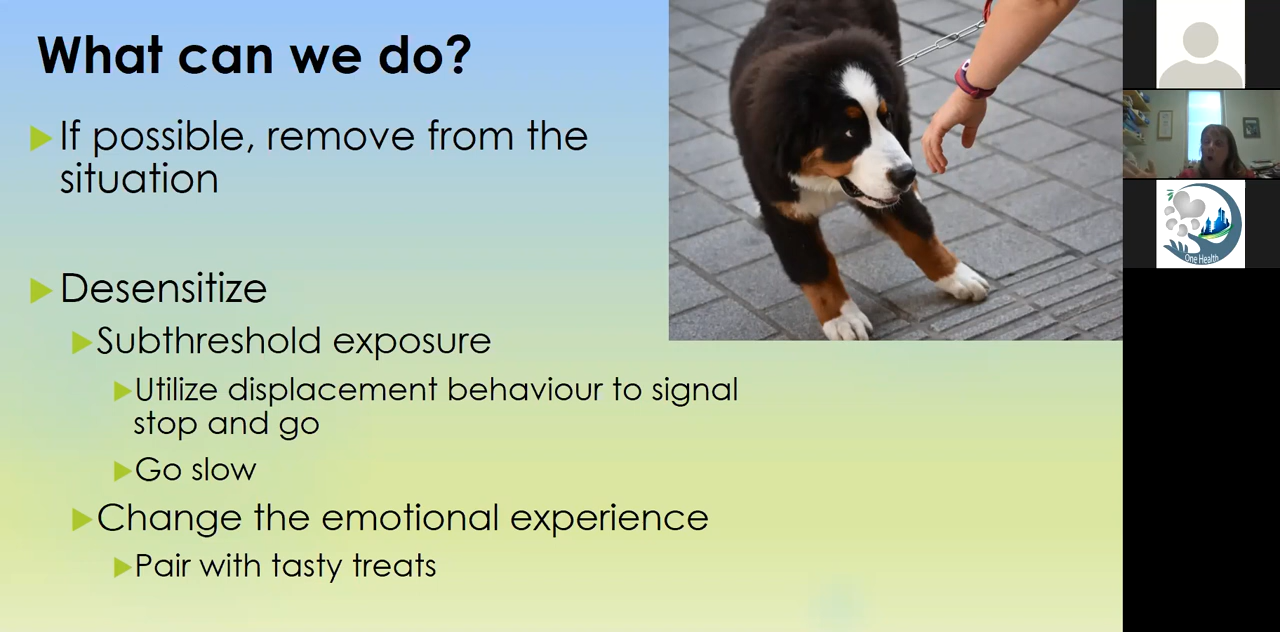 What can we do?
If possible, remove from the
situation
Desensitize
Subthreshold exposure
Utilize displacement behaviour to signal
stop and go
Go slow
Change the emotional experience
Pair with tasty treats
One Health